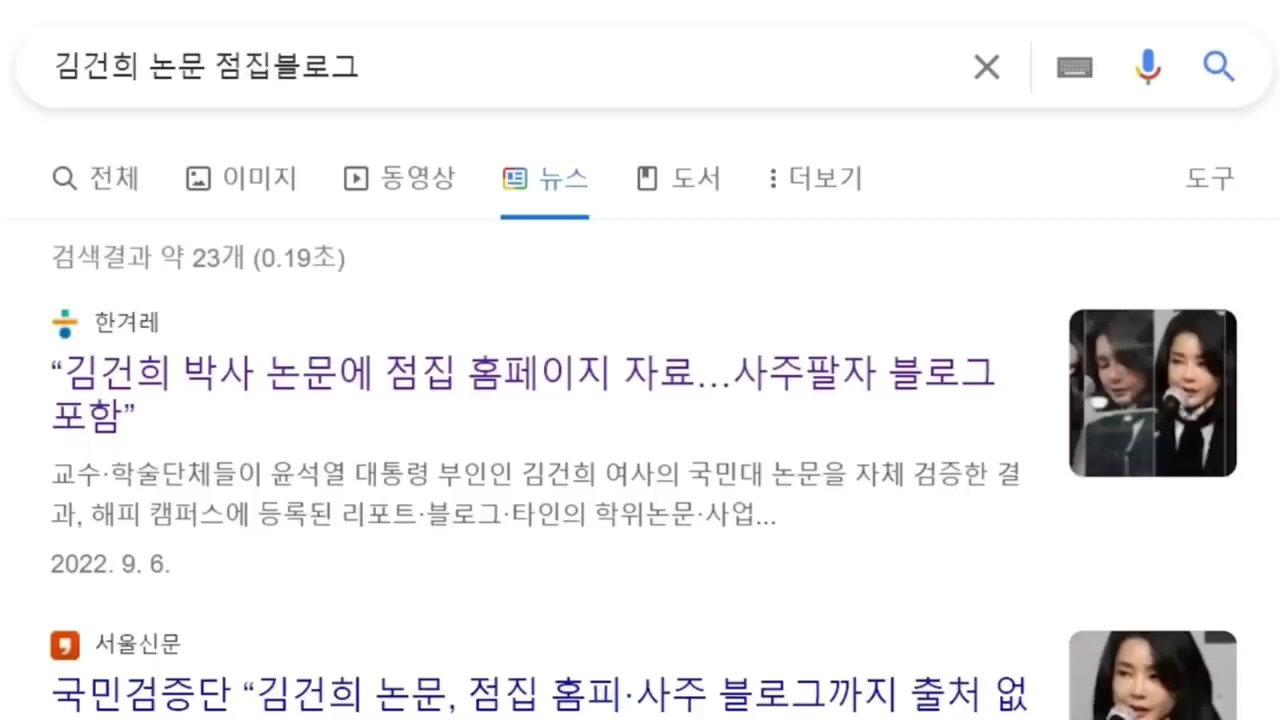 김건희 논문 점집블로그
전체 이미지 동영상 뉴스 도서 더보기 도구
검색결과 약 23개 (0.19초)
한겨레
“김건희 박사 논문에 점집 홈페이지 자료…사주팔자 블로그
포함”
교수·학술단체들이 윤석열 대통령 부인인 김건희 여사의 국민대 논문을 자체 검증한 결
과, 해피 캠퍼스에 등록된 리포트·블로그·타인의 학위논문·사업...
2022. 9. 6.
서울신문
국민검증단 “김건희 논문, 점집 홈피·사주 블로그까지 출처 없